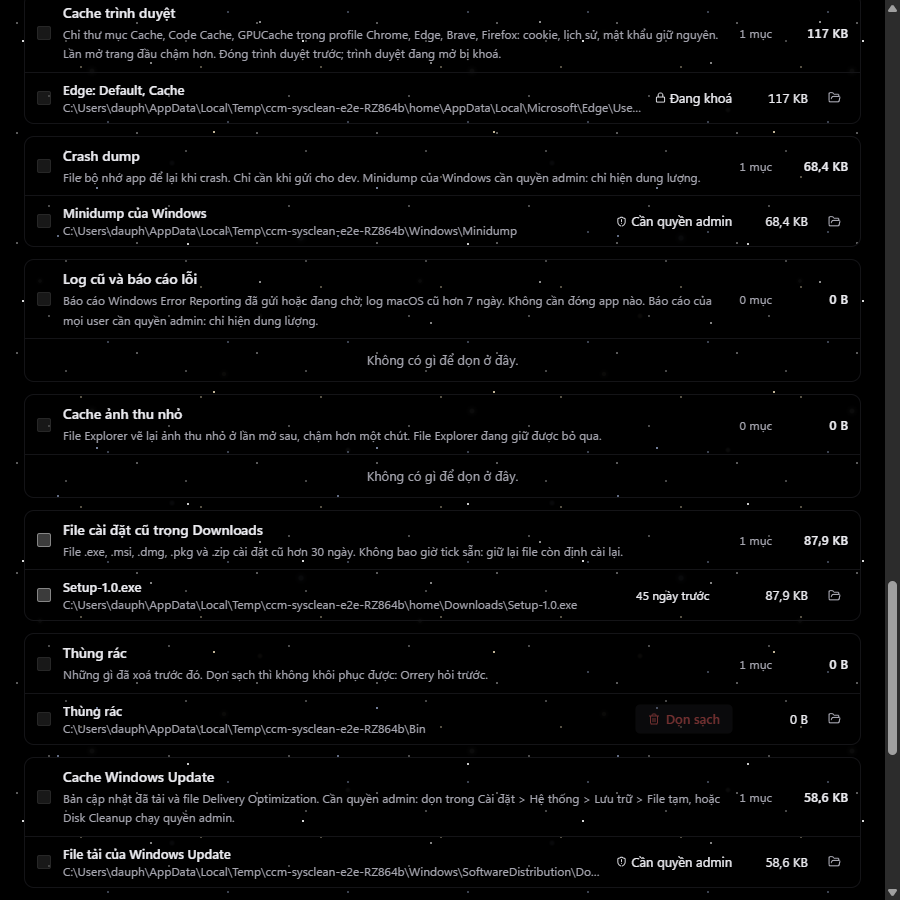 Cache trình duyệt
Chỉ thư mục Cache, Code Cache, GPUCache trong profile Chrome, Edge, Brave, Firefox: cookie, lịch sử, mật khẩu giữ nguyên.
1 mục
117 KB
Lần mở trang đầu chậm hơn. Đóng trình duyệt trước; trình duyệt đang mở bị khoá.
Edge: Default, Cache
C:\Users\dauph\AppData\Local\Temp\ccm-sysclean-e2e-RZ864b\home\AppData\Local\Microsoft\Edge\Use...
Đang khoá
117 KB
Crash dump
File bộ nhớ app để lại khi crash. Chỉ cần khi gửi cho dev. Minidump của Windows cần quyền admin: chỉ hiện dung lượng.
1 mục
68,4 KB
Minidump của Windows
C:\Users\dauph\AppData\Local\Temp\ccm-sysclean-e2e-RZ864b\Windows\Minidump
Cần quyền admin
68,4 KB
Log cũ và báo cáo lỗi
Báo cáo Windows Error Reporting đã gửi hoặc đang chờ; log macOS cũ hơn 7 ngày. Không cần đóng app nào. Báo cáo của
mọi user cần quyền admin: chỉ hiện dung lượng.
0 mục
0 B
Không có gì để dọn ở đây.
Cache ảnh thu nhỏ
File Explorer vẽ lại ảnh thu nhỏ ở lần mở sau, chậm hơn một chút. File Explorer đang giữ được bỏ qua.
0 mục
0 B
Không có gì để dọn ở đây.
File cài đặt cũ trong Downloads
File .exe, .msi, .dmg, .pkg và .zip cài đặt cũ hơn 30 ngày. Không bao giờ tick sẵn: giữ lại file còn định cài lại.
1 mục
87,9 KB
Setup-1.0.exe
C:\Users\dauph\AppData\Local\Temp\ccm-sysclean-e2e-RZ864b\home\Downloads\Setup-1.0.exe
45 ngày trước
87,9 KB
Thùng rác
Những gì đã xoá trước đó. Dọn sạch thì không khôi phục được: Orrery hỏi trước.
1 mục
0 B
Thùng rác
C:\Users\dauph\AppData\Local\Temp\ccm-sysclean-e2e-RZ864b\Bin
Dọn sạch
0 B
Cache Windows Update
Bản cập nhật đã tải và file Delivery Optimization. Cần quyền admin: dọn trong Cài đặt > Hệ thống > Lưu trữ > File tạm, hoặc
Disk Cleanup chạy quyền admin.
1 mục
58,6 KB
File tải của Windows Update
C:\Users\dauph\AppData\Local\Temp\ccm-sysclean-e2e-RZ864b\Windows\SoftwareDistribution\Do...
Cần quyền admin
58,6 KB